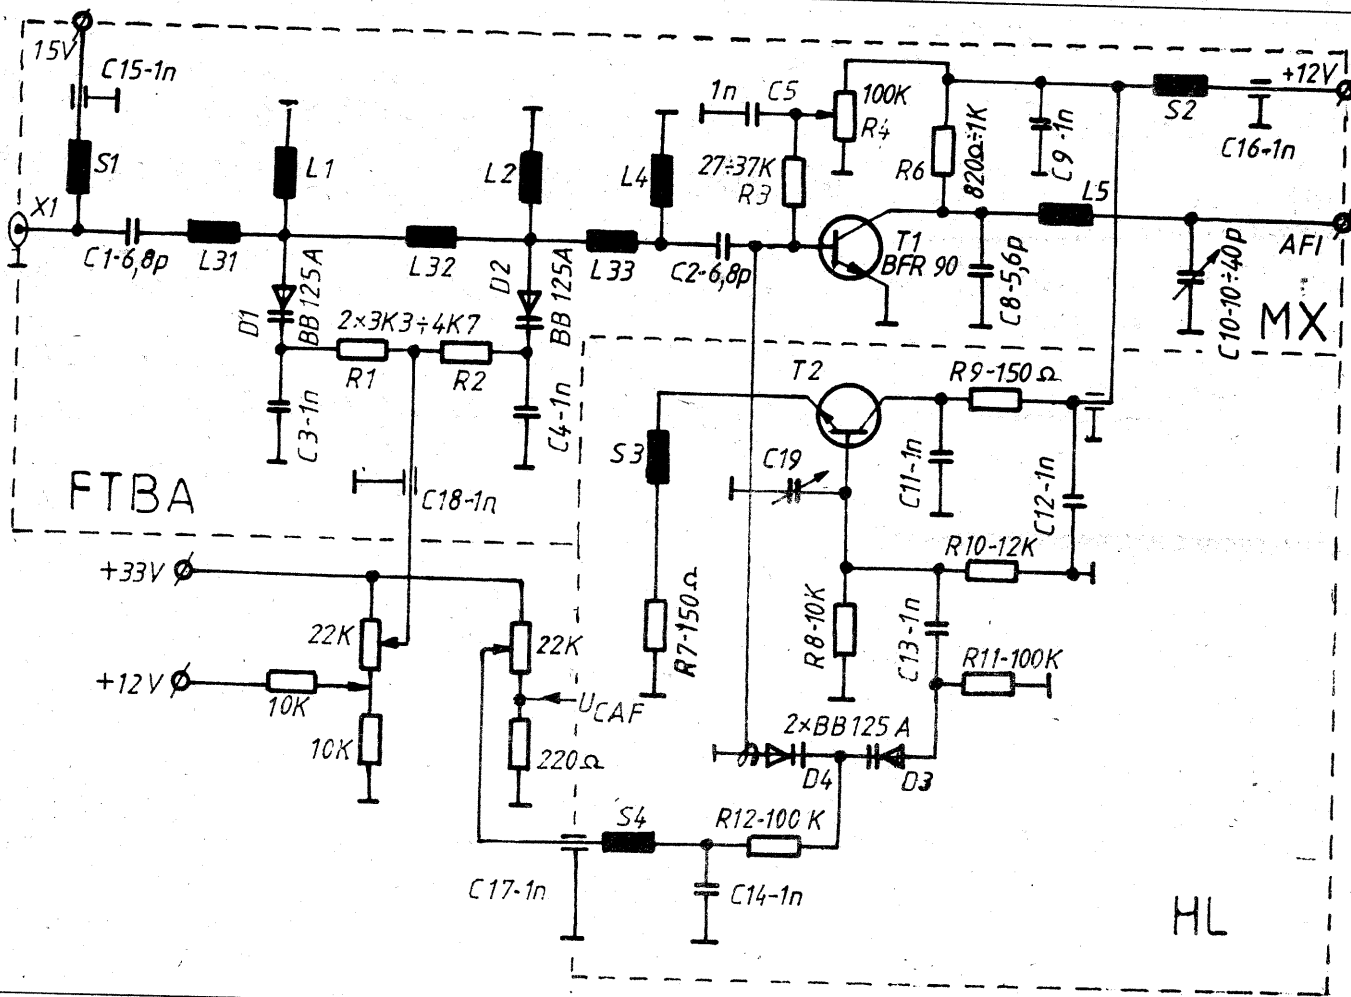 15V
C15-1n
S1
X1
C1-6,8p
L31
L1
D1
BB 125A
2×3K3÷4K7
R1
R2
C3-1n
L32
L2
D2
BB 125A
C4-1n
L33
L4
C2-6,8p
1n
C5
100K
R4
27÷37K
R3
R6
820Ω÷1K
C9-1n
S2
+12V
C16-1n
L5
AFI
T1
BFR 90
C8-5,6p
C10-10÷40p
MX
FTBA
C18-1n
+33V
22K
+12V
10K
10K
22K
UCAF
220Ω
C17-1n
S4
C14-1n
R12-100K
S3
R7-150Ω
T2
C19
R9-150Ω
C11-1n
C12-1n
R10-12K
R8-10K
C13-1n
R11-100K
2×BB125A
D4
D3
HL